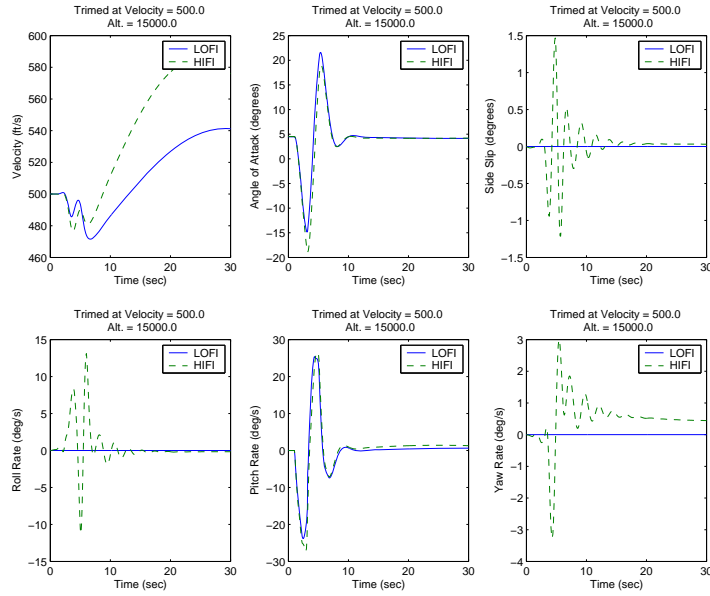 Trimed at Velocity = 500.0
Alt. = 15000.0
600
580
560
540
520
500
480
460
0
10
20
30
Velocity (ft/s)
Time (sec)
LOFI
HIFI
Trimed at Velocity = 500.0
Alt. = 15000.0
25
20
15
10
5
0
-5
-10
-15
-20
0
10
20
30
Angle of Attack (degrees)
Time (sec)
LOFI
HIFI
Trimed at Velocity = 500.0
Alt. = 15000.0
1.5
1
0.5
0
-0.5
-1
-1.5
0
10
20
30
Side Slip (degrees)
Time (sec)
LOFI
HIFI
Trimed at Velocity = 500.0
Alt. = 15000.0
15
10
5
0
-5
-10
-15
0
10
20
30
Roll Rate (deg/s)
Time (sec)
LOFI
HIFI
Trimed at Velocity = 500.0
Alt. = 15000.0
30
20
10
0
-10
-20
-30
0
10
20
30
Pitch Rate (deg/s)
Time (sec)
LOFI
HIFI
Trimed at Velocity = 500.0
Alt. = 15000.0
3
2
1
0
-1
-2
-3
-4
0
10
20
30
Yaw Rate (deg/s)
Time (sec)
LOFI
HIFI